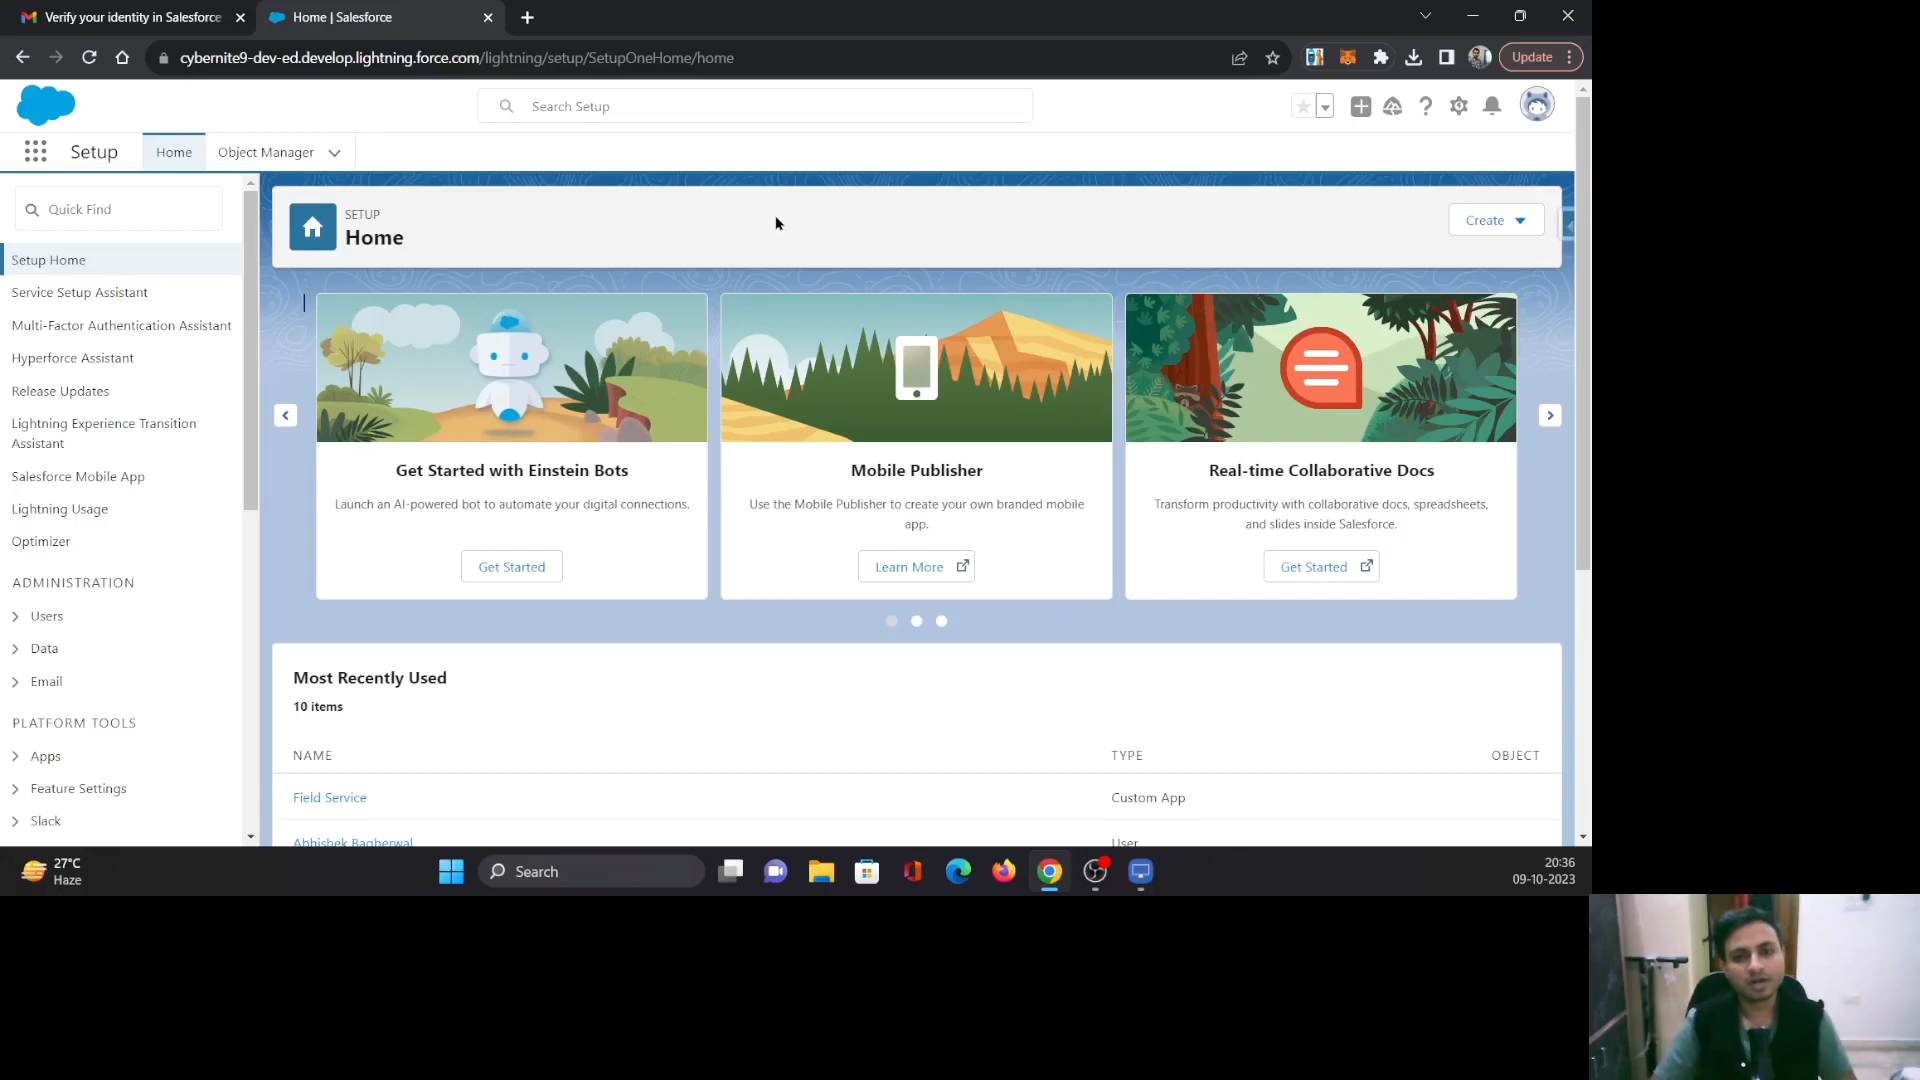 Verify your identity in Salesforce
Home | Salesforce
cybernite9-dev-ed.develop.lightning.force.com/lightning/setup/SetupOneHome/home
Update
Search Setup
Setup
Home
Object Manager
Quick Find
Setup Home
Service Setup Assistant
Multi-Factor Authentication Assistant
Hyperforce Assistant
Release Updates
Lightning Experience Transition
Assistant
Salesforce Mobile App
Lightning Usage
Optimizer
ADMINISTRATION
Users
Data
Email
PLATFORM TOOLS
Apps
Feature Settings
Slack
SETUP
Home
Create
Get Started with Einstein Bots
Launch an AI-powered bot to automate your digital connections.
Get Started
Mobile Publisher
Use the Mobile Publisher to create your own branded mobile
app.
Learn More
Real-time Collaborative Docs
Transform productivity with collaborative docs, spreadsheets,
and slides inside Salesforce.
Get Started
Most Recently Used
10 items
NAME
TYPE
OBJECT
Field Service
Custom App
Abhishek Bagherwal
User
27°C
Haze
Search
20:36
09-10-2023